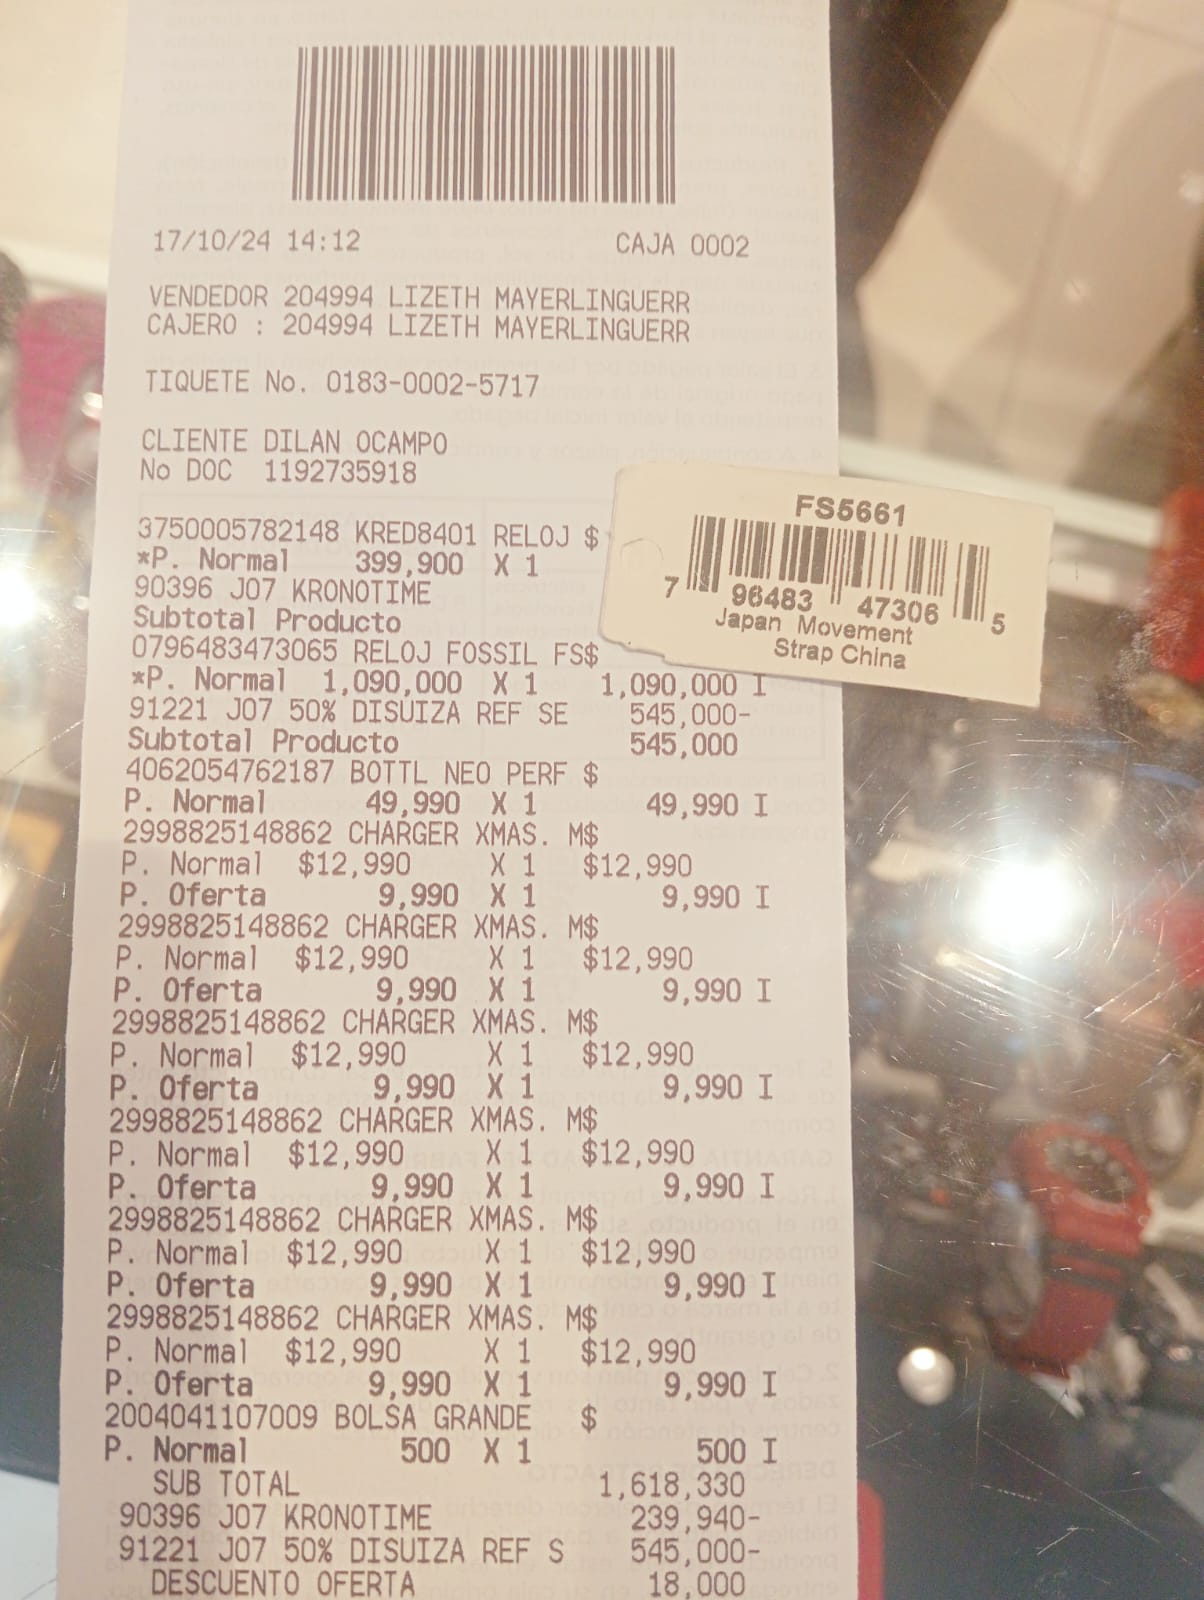 17/10/24 14:12 CAJA 0002
VENDEDOR 204994 LIZETH MAYERLINGUERR
CAJERO : 204994 LIZETH MAYERLINGUERR
TIQUETE No. 0183-0002-5717
CLIENTE DILAN OCAMPO
No DOC 1192735918
3750005782148 KRED8401 RELOJ $
*P. Normal 399,900 X 1
90396 J07 KRONOTIME
Subtotal Producto
0796483473065 RELOJ FOSSIL FS$
*P. Normal 1,090,000 X 1 1,090,000 I
91221 J07 50% DISUIZA REF SE 545,000-
Subtotal Producto 545,000
4062054762187 BOTTL NEO PERF $
P. Normal 49,990 X 1 49,990 I
2998825148862 CHARGER XMAS. M$
P. Normal $12,990 X 1 $12,990
P. Oferta 9,990 X 1 9,990 I
2998825148862 CHARGER XMAS. M$
P. Normal $12,990 X 1 $12,990
P. Oferta 9,990 X 1 9,990 I
2998825148862 CHARGER XMAS. M$
P. Normal $12,990 X 1 $12,990
P. Oferta 9,990 X 1 9,990 I
2998825148862 CHARGER XMAS. M$
P. Normal $12,990 X 1 $12,990
P. Oferta 9,990 X 1 9,990 I
2998825148862 CHARGER XMAS. M$
P. Normal $12,990 X 1 $12,990
P. Oferta 9,990 X 1 9,990 I
2998825148862 CHARGER XMAS. M$
P. Normal $12,990 X 1 $12,990
P. Oferta 9,990 X 1 9,990 I
2004041107009 BOLSA GRANDE $
P. Normal 500 X 1 500 I
SUB TOTAL 1,618,330
90396 J07 KRONOTIME 239,940-
91221 J07 50% DISUIZA REF S 545,000-
DESCUENTO OFERTA 18,000
FS5661
7 96483 47306 5
Japan Movement
Strap China